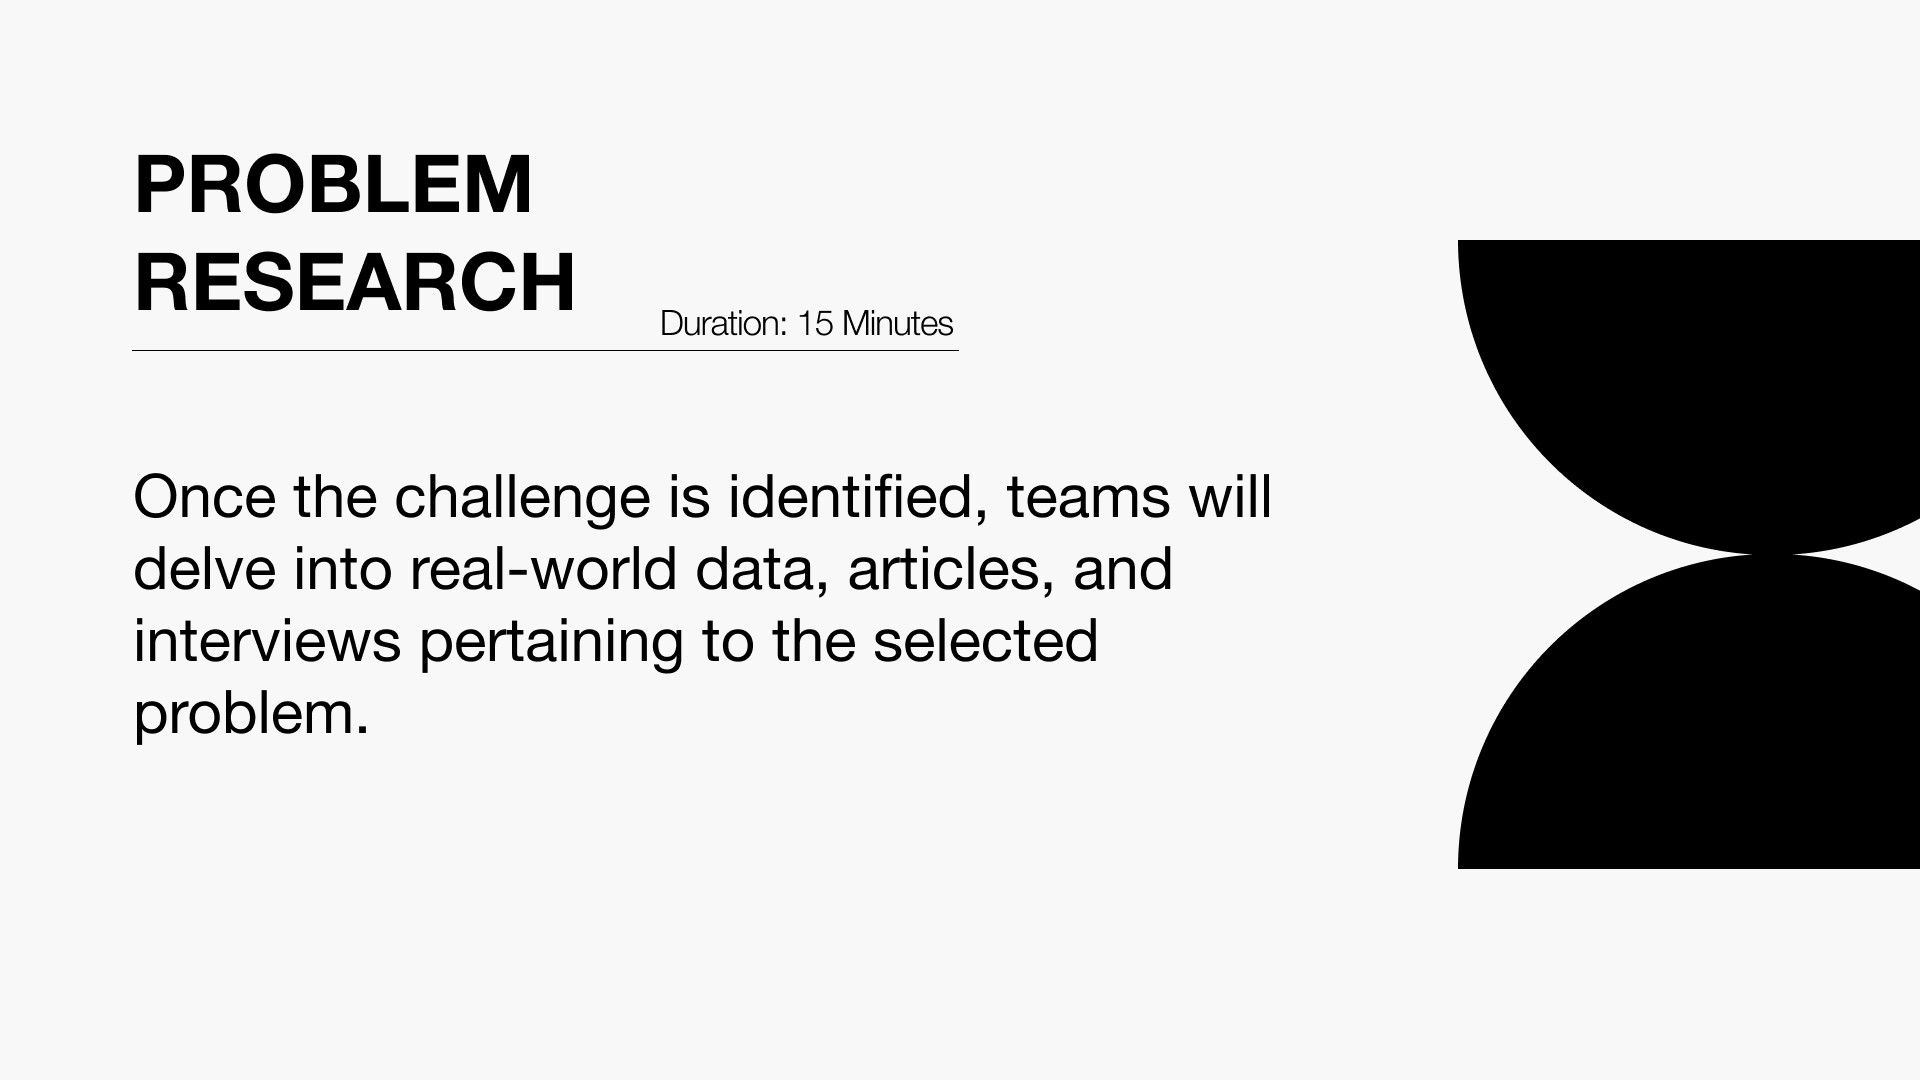 PROBLEM
RESEARCH
Duration: 15 Minutes
Once the challenge is identified, teams will
delve into real-world data, articles, and
interviews pertaining to the selected
problem.